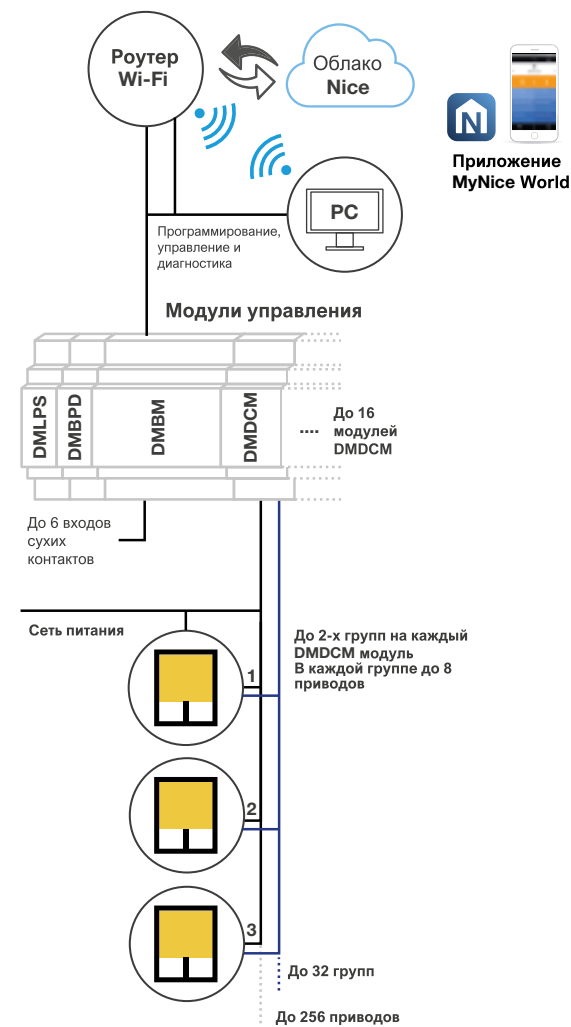 Роутер
Wi-Fi
Облако
Nice
N
Приложение
MyNice World
PC
Программирование,
управление и
диагностика
Модули управления
DMLPS
DMBPD
DMBM
DMDCM
До 16
модулей
DMDCM
До 6 входов
сухих
контактов
Сеть питания
До 2-х групп на каждый
DMDCM модуль
В каждой группе до 8
приводов
1
2
3
До 32 групп
До 256 приводов